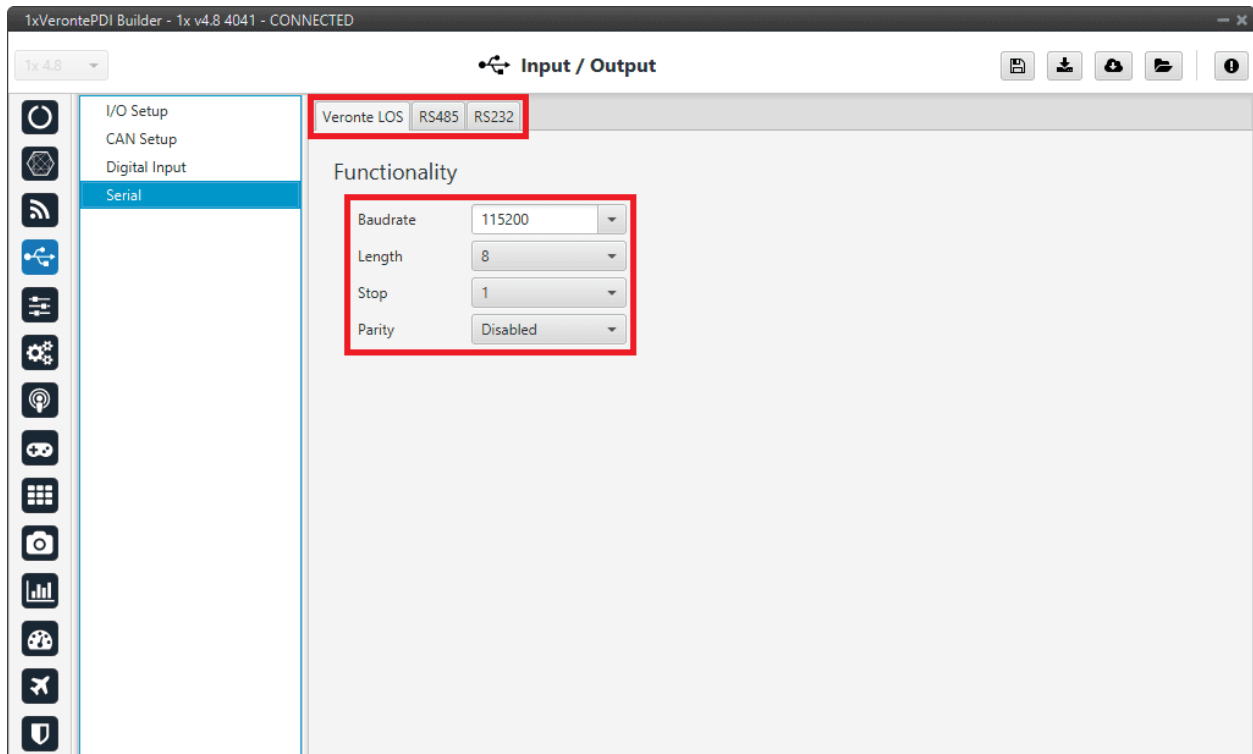 1xVerontePDI Builder - 1x v4.8 4041 - CONNECTED
1x 4.8
Input / Output
I/O Setup
CAN Setup
Digital Input
Serial
Veronte LOS RS485 RS232
Functionality
Baudrate 115200
Length 8
Stop 1
Parity Disabled